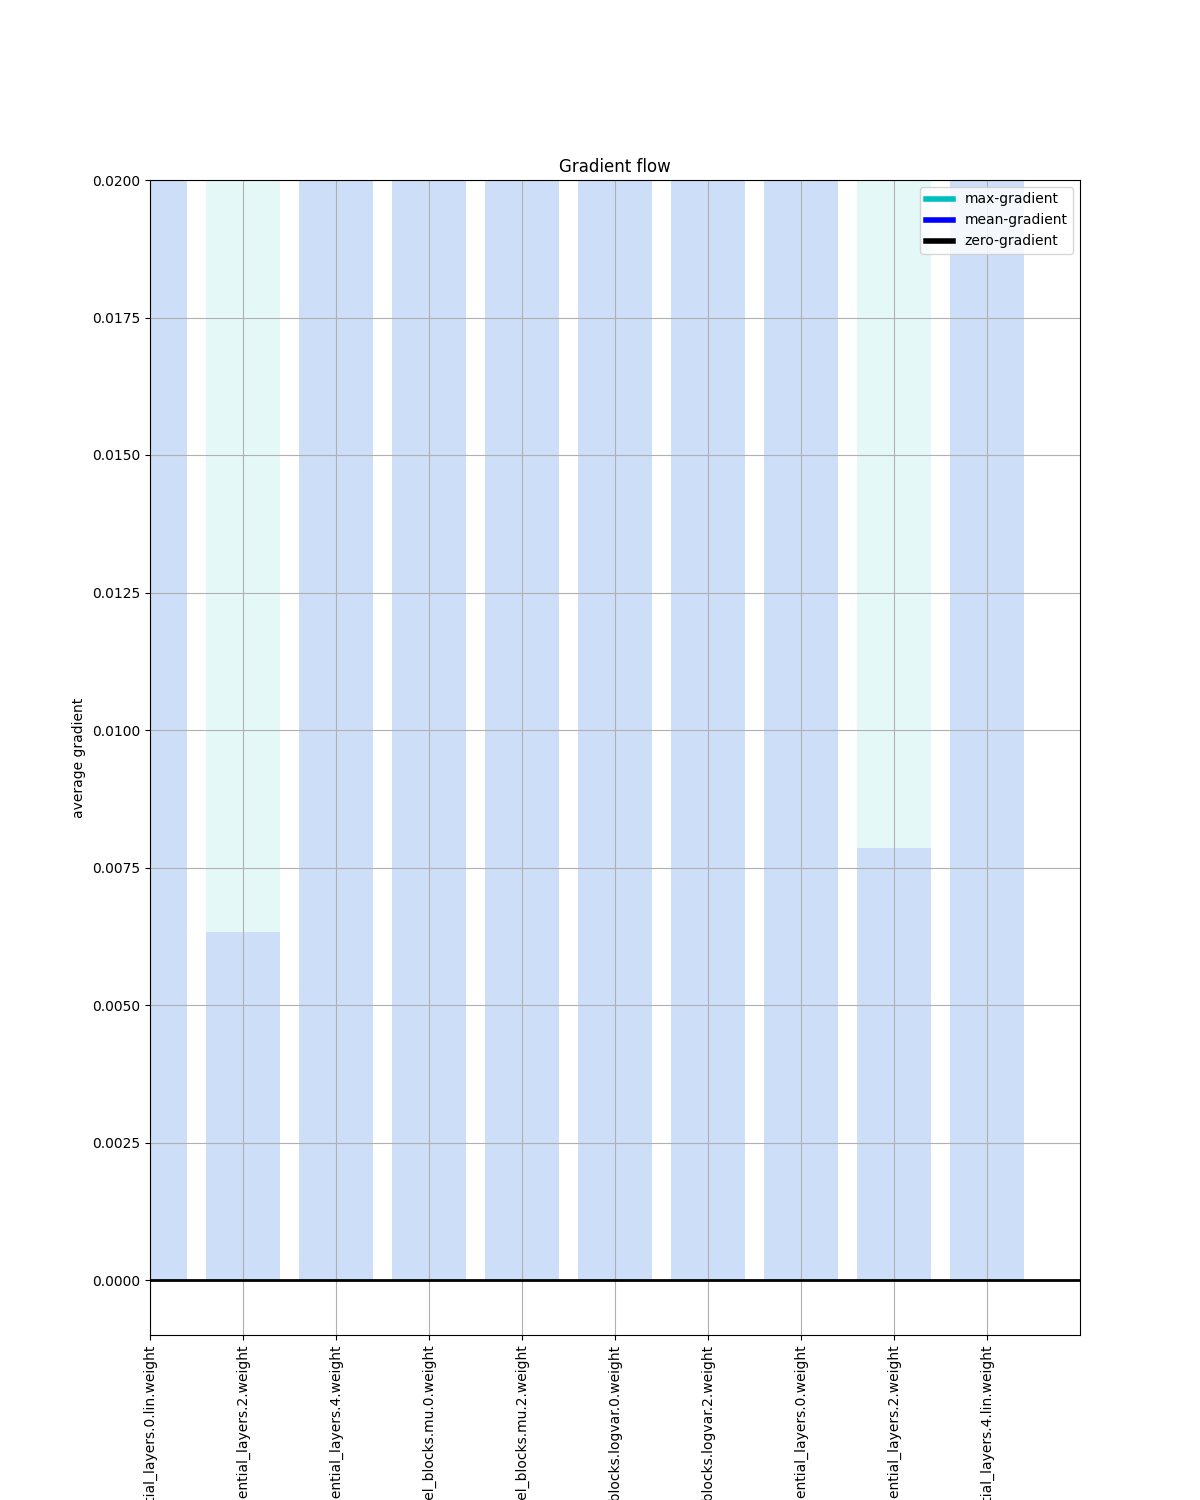 Gradient flow
max-gradient
mean-gradient
zero-gradient
0.0200
0.0175
0.0150
0.0125
0.0100
0.0075
0.0050
0.0025
0.0000
average gradient
tial_layers.0.lin.weight
ential_layers.2.weight
ential_layers.4.weight
el_blocks.mu.0.weight
el_blocks.mu.2.weight
blocks.logvar.0.weight
blocks.logvar.2.weight
ential_layers.0.weight
ential_layers.2.weight
tial_layers.4.lin.weight